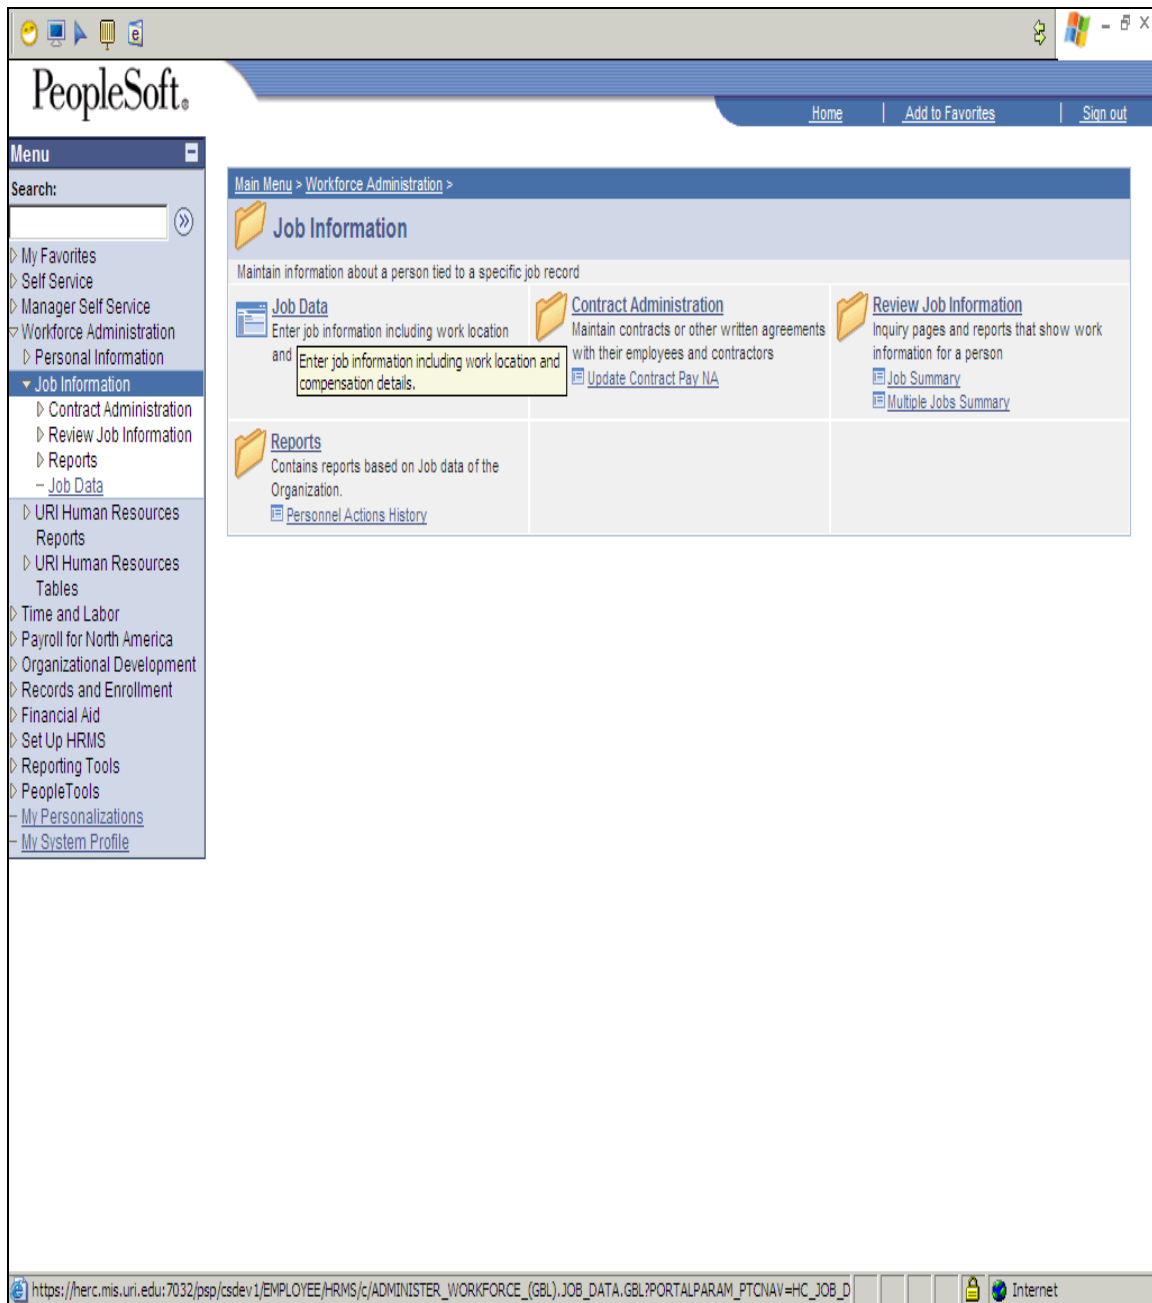 PeopleSoft®
Home
Add to Favorites
Sign out
Menu
Search:
My Favorites
Self Service
Manager Self Service
Workforce Administration
Personal Information
Job Information
Contract Administration
Review Job Information
Reports
Job Data
URI Human Resources
Reports
URI Human Resources
Tables
Time and Labor
Payroll for North America
Organizational Development
Records and Enrollment
Financial Aid
Set Up HRMS
Reporting Tools
PeopleTools
My Personalizations
My System Profile
Main Menu > Workforce Administration >
Job Information
Maintain information about a person tied to a specific job record
Job Data
Enter job information including work location
and
Enter job information including work location and
compensation details.
Contract Administration
Maintain contracts or other written agreements
with their employees and contractors
Update Contract Pay NA
Review Job Information
Inquiry pages and reports that show work
information for a person
Job Summary
Multiple Jobs Summary
Reports
Contains reports based on Job data of the
Organization.
Personnel Actions History
https://herc.mis.uri.edu:7032/psp/csdev1/EMPLOYEE/HRMS/c/ADMINISTER_WORKFORCE_(GBL).JOB_DATA.GBL?PORTALPARAM_PTCNAV=HC_JOB_D
Internet